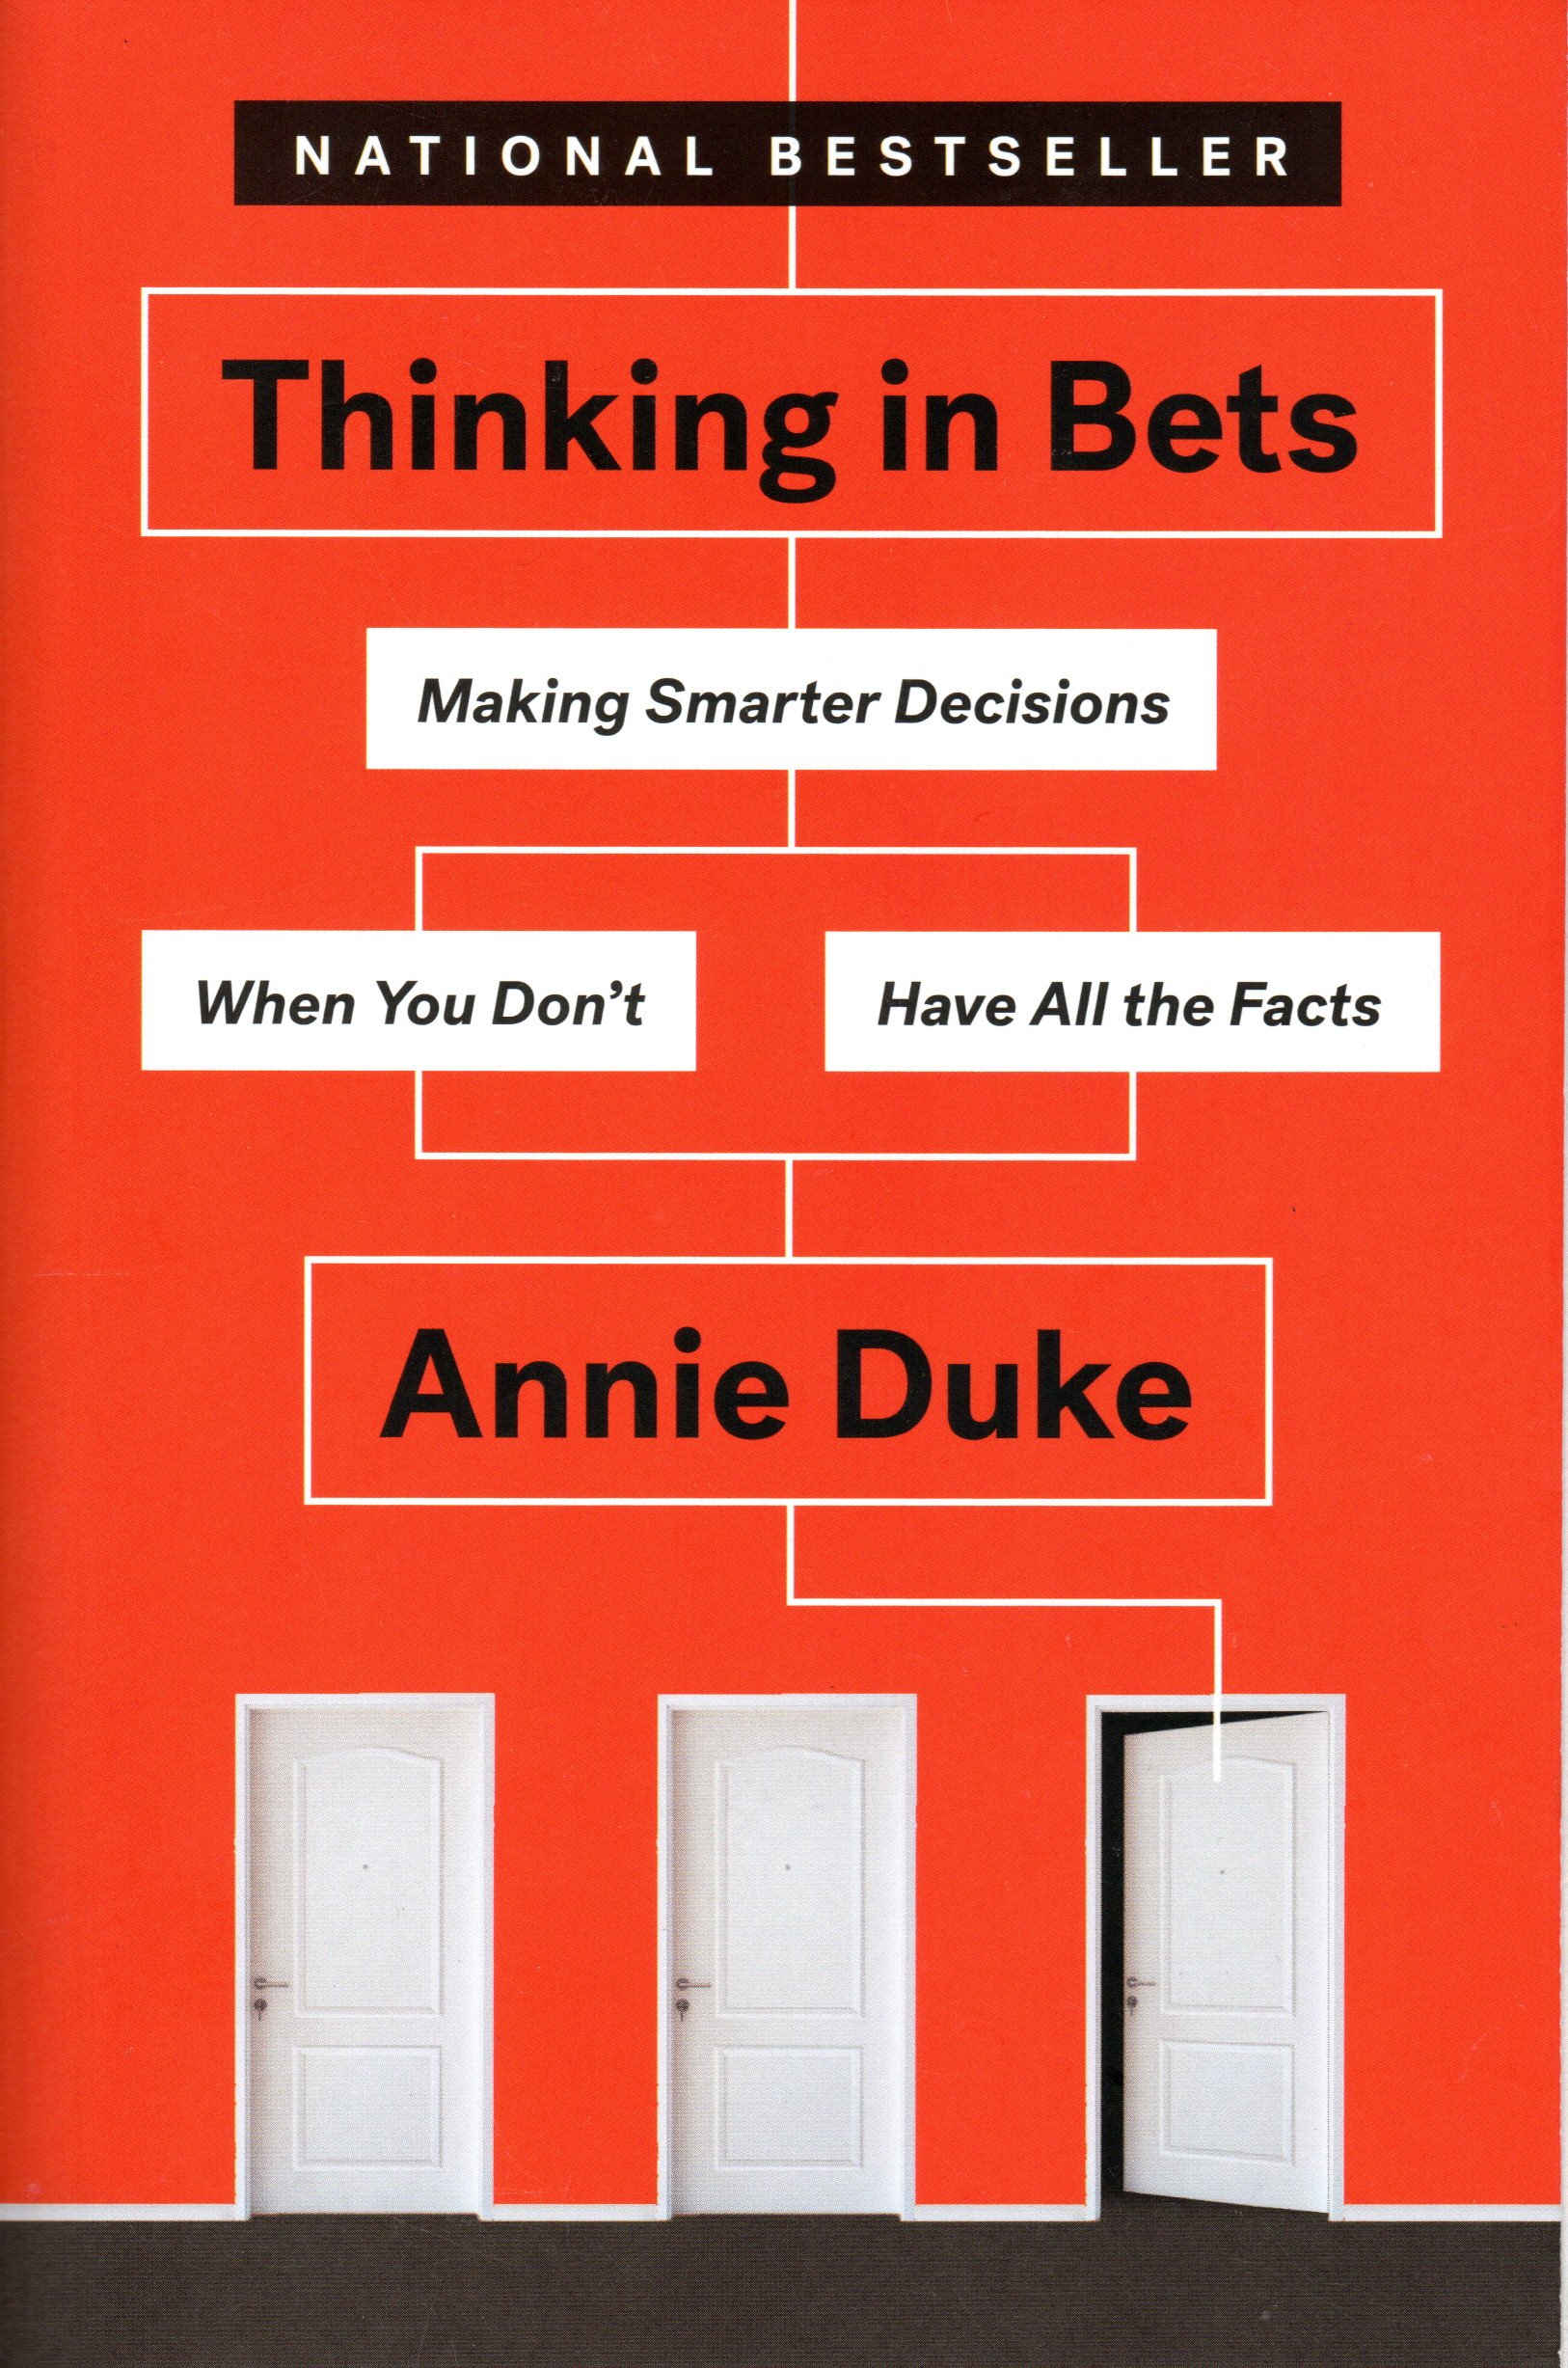 NATIONAL BESTSELLER
Thinking in Bets
Making Smarter Decisions
When You Don’t
Have All the Facts
Annie Duke